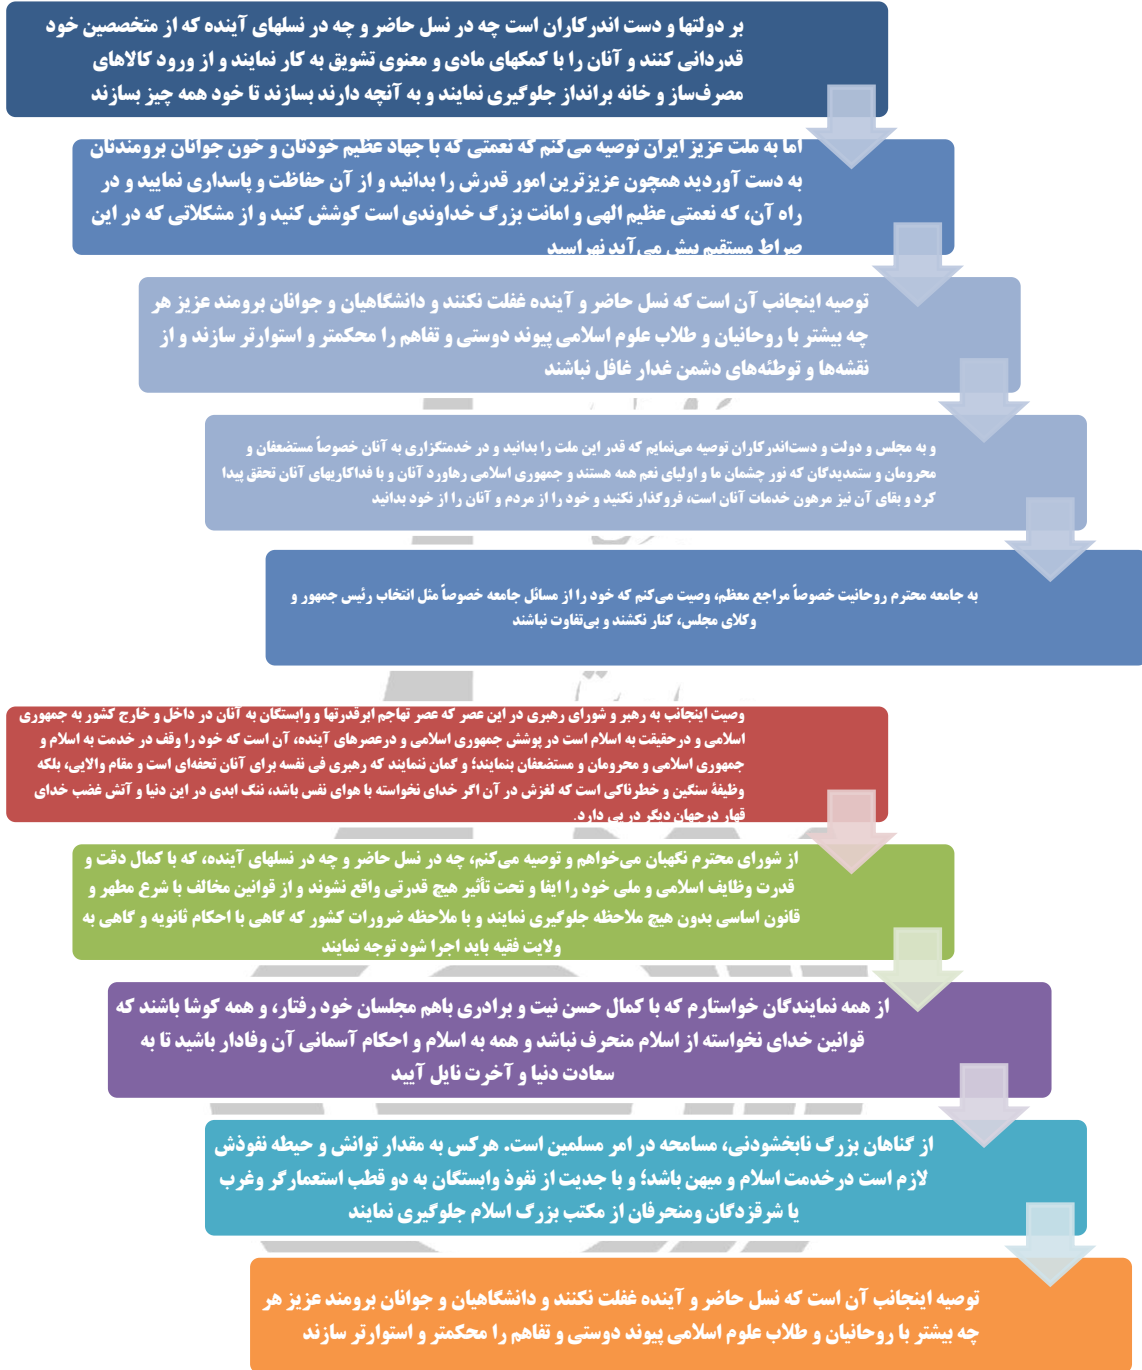 بر دولتها و دست اندرکاران است چه در نسل حاضر و چه در نسلهای آینده که از متخصصین خود
قدردانی کنند و آنان را با کمکهای مادی و معنوی تشویق به کار نمایند و از ورود کالاهای
مصرف‌ساز و خانه برانداز جلوگیری نمایند و به آنچه دارند بسازند تا خود همه چیز بسازند
اما به ملت عزیز ایران توصیه می‌کنم که نعمتی که با جهاد عظیم خودتان و خون جوانان برومندتان
به دست آوردید همچون عزیزترین امور قدرش را بدانید و از آن حفاظت و پاسداری نمایید و در
راه آن، که نعمتی عظیم الهی و امانت بزرگ خداوندی است کوشش کنید و از مشکلاتی که در این
صراط مستقیم پیش می‌آید نهراسید
توصیه اینجانب آن است که نسل حاضر و آینده غفلت نکنند و دانشگاهیان و جوانان برومند عزیز هر
چه بیشتر با روحانیان و طلاب علوم اسلامی پیوند دوستی و تفاهم را محکمتر و استوارتر سازند و از
نقشه‌ها و توطئه‌های دشمن غدار غافل نباشند
و به مجلس و دولت و دست‌اندرکاران توصیه می‌نمایم که قدر این ملت را بدانید و در خدمتگزاری به آنان خصوصاً مستضعفان و
محرومان و ستمدیدگان که نور چشمان ما و اولیای نعم همه هستند و جمهوری اسلامی رهاورد آنان و با فداکاریهای آنان تحقق پیدا
کرد و بقای آن نیز مرهون خدمات آنان است، فروگذار نکنید و خود را از مردم و آنان را از خود بدانید
به جامعه محترم روحانیت خصوصاً مراجع معظم، وصیت می‌کنم که خود را از مسائل جامعه خصوصاً مثل انتخاب رئیس جمهور و
وکلای مجلس، کنار نکشند و بی‌تفاوت نباشند
وصیت اینجانب به رهبر و شورای رهبری در این عصر که عصر تهاجم ابرقدرتها و وابستگان به آنان در داخل و خارج کشور به جمهوری
اسلامی و درحقیقت به اسلام است در پوشش جمهوری اسلامی و درعصرهای آینده، آن است که خود را وقف در خدمت به اسلام و
جمهوری اسلامی و محرومان و مستضعفان بنمایند؛ و گمان ننمایند که رهبری فی نفسه برای آنان تحفه‌ای است و مقام والایی، بلکه
وظیفهٔ سنگین و خطرناکی است که لغزش در آن اگر خدای نخواسته با هوای نفس باشد، ننگ ابدی در این دنیا و آتش غضب خدای
قهار درجهان دیگر در پی دارد.
از شورای محترم نگهبان می‌خواهم و توصیه می‌کنم، چه در نسل حاضر و چه در نسلهای آینده، که با کمال دقت و
قدرت وظایف اسلامی و ملی خود را ایفا و تحت تأثیر هیچ قدرتی واقع نشوند و از قوانین مخالف با شرع مطهر و
قانون اساسی بدون هیچ ملاحظه جلوگیری نمایند و با ملاحظه ضرورات کشور که گاهی با احکام ثانویه و گاهی به
ولایت فقیه باید اجرا شود توجه نمایند
از همه نمایندگان خواستارم که با کمال حسن نیت و برادری باهم مجلسان خود رفتار، و همه کوشا باشند که
قوانین خدای نخواسته از اسلام منحرف نباشد و همه به اسلام و احکام آسمانی آن وفادار باشید تا به
سعادت دنیا و آخرت نایل آیید
از گناهان بزرگ نابخشودنی، مسامحه در امر مسلمین است. هرکس به مقدار توانش و حیطه نفوذش
لازم است درخدمت اسلام و میهن باشد؛ و با جدیت از نفوذ وابستگان به دو قطب استعمارگر وغرب
یا شرقزدگان ومنحرفان از مکتب بزرگ اسلام جلوگیری نمایند
توصیه اینجانب آن است که نسل حاضر و آینده غفلت نکنند و دانشگاهیان و جوانان برومند عزیز هر
چه بیشتر با روحانیان و طلاب علوم اسلامی پیوند دوستی و تفاهم را محکمتر و استوارتر سازند